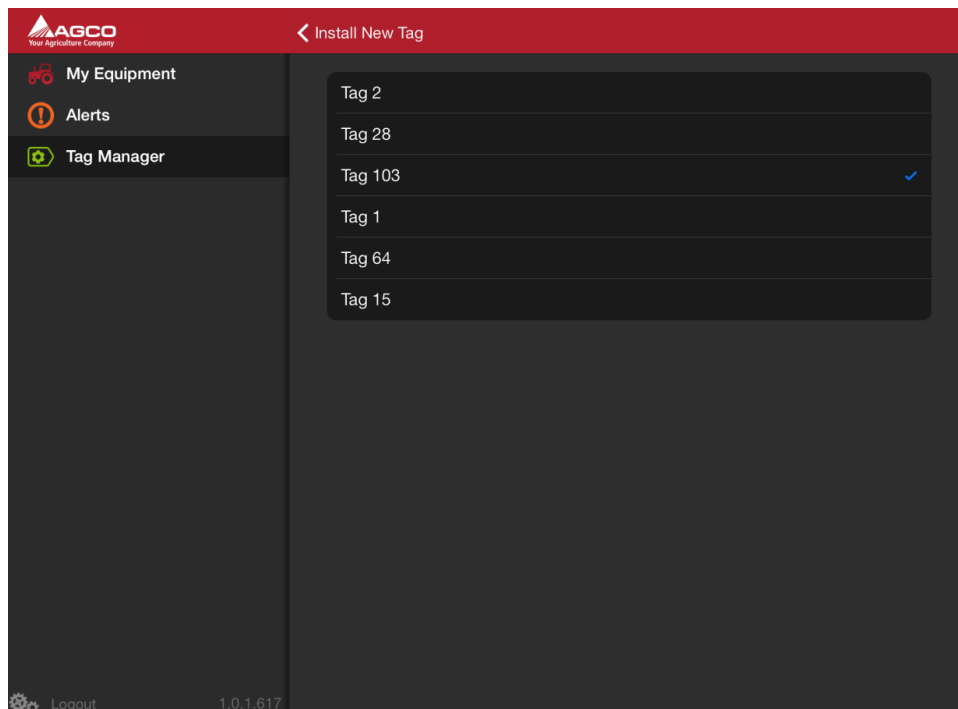 AGCO
Your Agriculture Company
Install New Tag
My Equipment
Alerts
Tag Manager
Tag 2
Tag 28
Tag 103
Tag 1
Tag 64
Tag 15
Logout
1.0.1.617